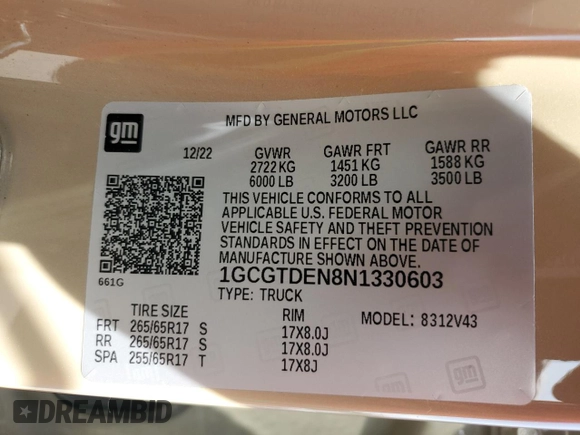 gm
MFD BY GENERAL MOTORS LLC
12/22 GVWR GAWR FRT GAWR RR
2722 KG 1451 KG 1588 KG
6000 LB 3200 LB 3500 LB
THIS VEHICLE CONFORMS TO ALL
APPLICABLE U.S. FEDERAL MOTOR
VEHICLE SAFETY AND THEFT PREVENTION
STANDARDS IN EFFECT ON THE DATE OF
MANUFACTURE SHOWN ABOVE.
661G
1GCGTDEN8N1330603
TYPE: TRUCK
TIRE SIZE RIM MODEL: 8312V43
FRT 265/65R17 S 17X8.0J
RR 265/65R17 S 17X8.0J
SPA 255/65R17 T 17X8J
gm
DREAMBID